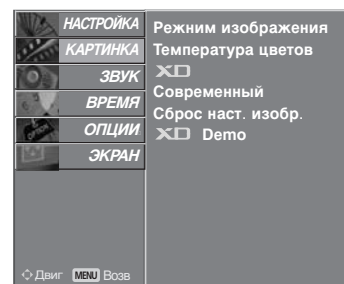 НАСТРОЙКА
КАРТИНКА
ЗВУК
ВРЕМЯ
ОПЦИИ
ЭКРАН
Режним изображения
Температура цветов
XD
Современный
Сброс наст. изобр.
XD Demo
Двиг MENU Возв